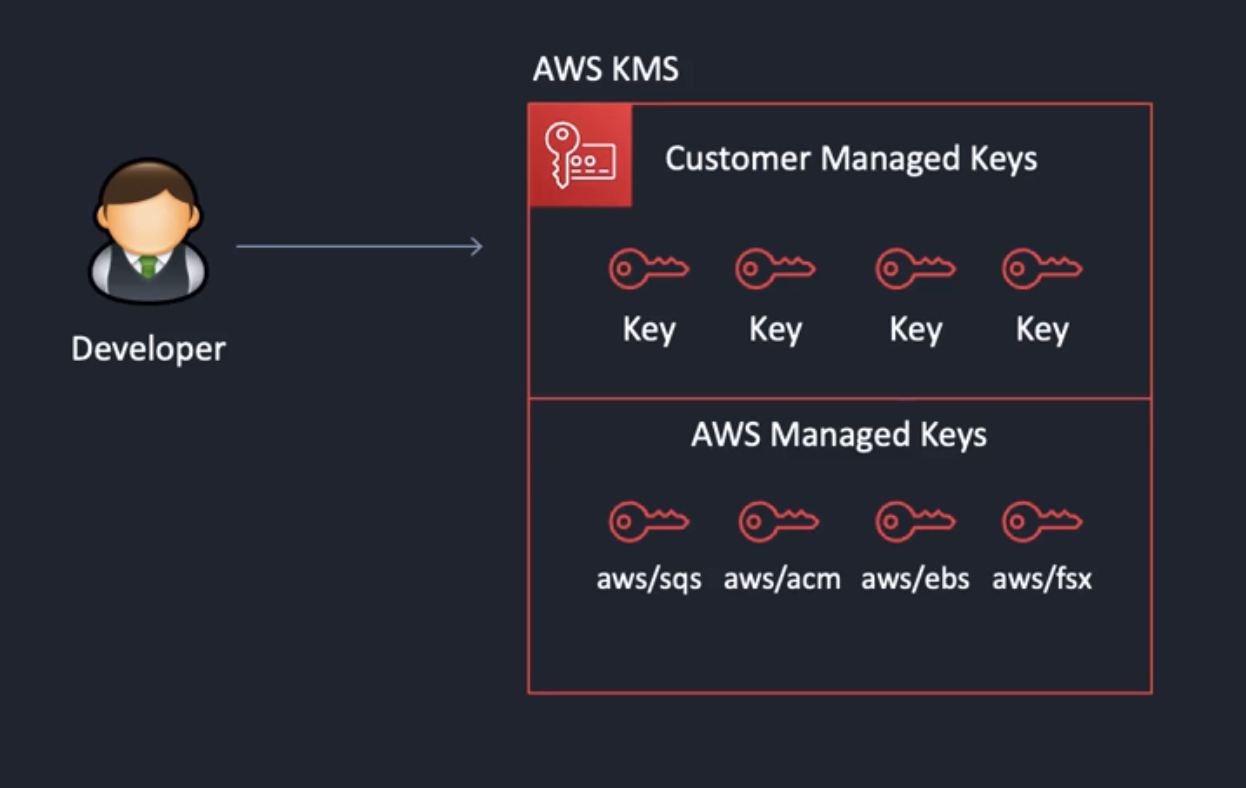 AWS KMS
Customer Managed Keys
Key Key Key Key
Developer
AWS Managed Keys
aws/sqs aws/acm aws/ebs aws/fsx